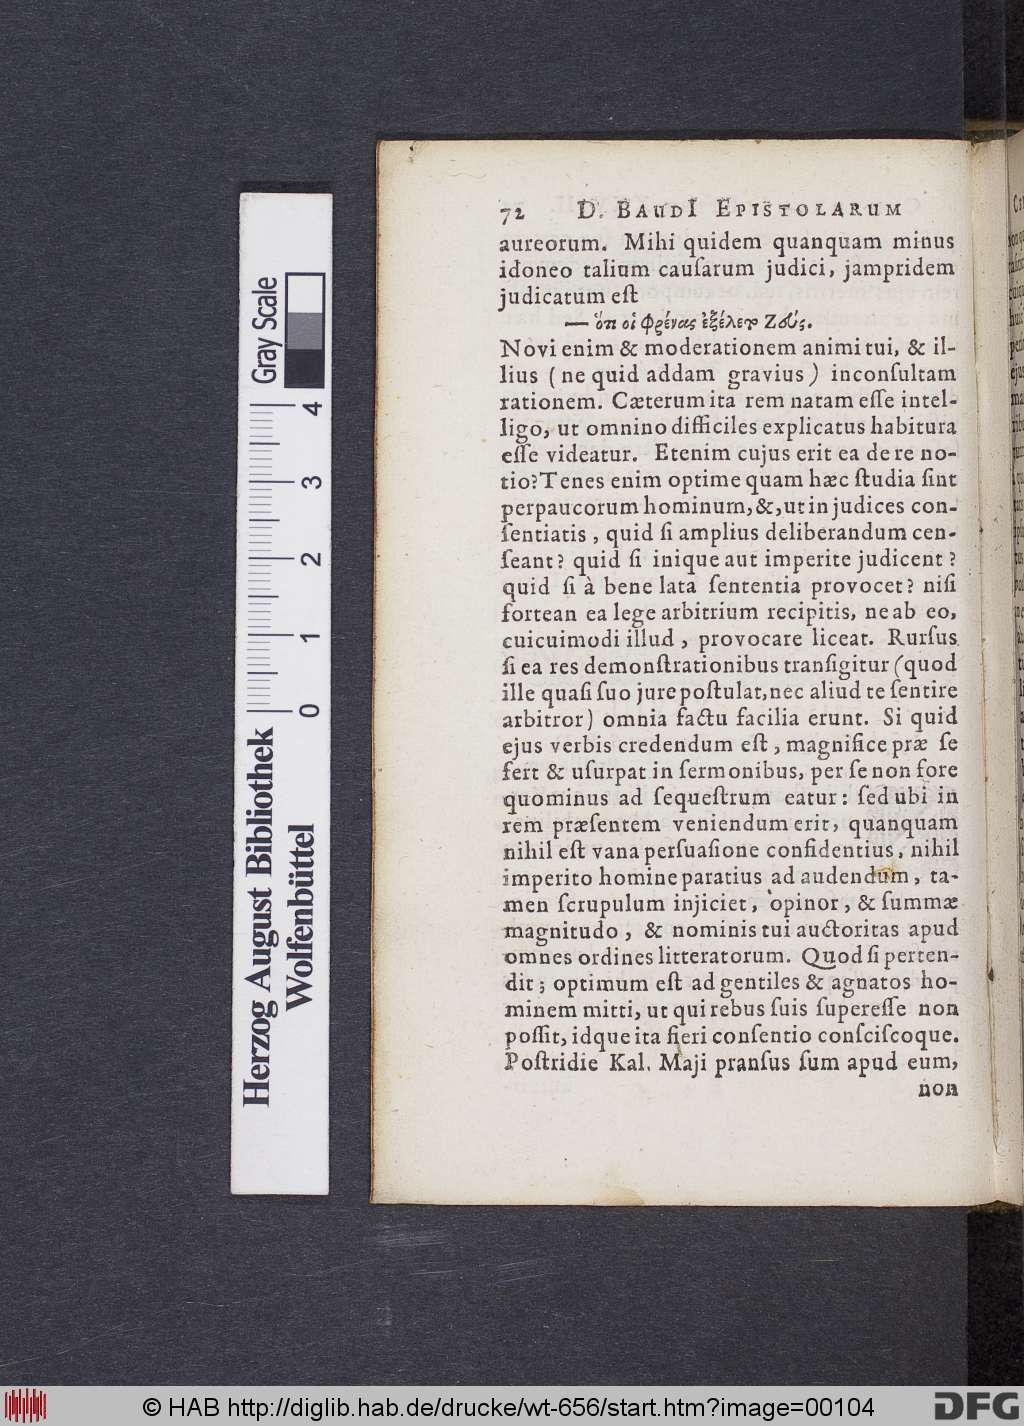 72 D. BAUDI EPISTOLARUM
aureorum. Mihi quidem quanquam minus
idoneo talium cauſarum judici, jampridem
judicatum eſt
— ὅτι οἱ φρένας ἐξέλετο Ζεύς.
Novi enim & moderationem animi tui, & il-
lius ( ne quid addam gravius ) inconſultam
rationem. Cæterum ita rem natam eſſe intel-
ligo, ut omnino difficiles explicatus habitura
eſſe videatur. Etenim cujus erit ea de re no-
tio? Tenes enim optime quam hæc ſtudia ſint
perpaucorum hominum, &, ut in judices con-
ſentiatis, quid ſi amplius deliberandum cen-
ſeant? quid ſi inique aut imperite judicent?
quid ſi à bene lata ſententia provocet? niſi
fortean ea lege arbitrium recipitis, ne ab eo,
cuicuimodi illud, provocare liceat. Rurſus
ſi ea res demonſtrationibus tranſigitur (quod
ille quaſi ſuo jure poſtulat, nec aliud te ſentire
arbitror) omnia factu facilia erunt. Si quid
ejus verbis credendum eſt, magnifice præ ſe
fert & uſurpat in ſermonibus, per ſe non fore
quominus ad ſequeſtrum eatur: ſed ubi in
rem præſentem veniendum erit, quanquam
nihil eſt vana perſuaſione confidentius, nihil
imperito homine paratius ad audendum, ta-
men ſcrupulum injiciet, opinor, & ſummæ
magnitudo, & nominis tui auctoritas apud
omnes ordines litteratorum. Quod ſi perten-
dit; optimum eſt ad gentiles & agnatos ho-
minem mitti, ut qui rebus ſuis ſupereſſe non
poſſit, idque ita fieri conſentio conſciſcoque.
Poſtridie Kal. Maji pranſus ſum apud eum,
non
Gray Scale
4
3
2
1
0
Herzog August Bibliothek
Wolfenbüttel
© HAB http://diglib.hab.de/drucke/wt-656/start.htm?image=00104
DFG